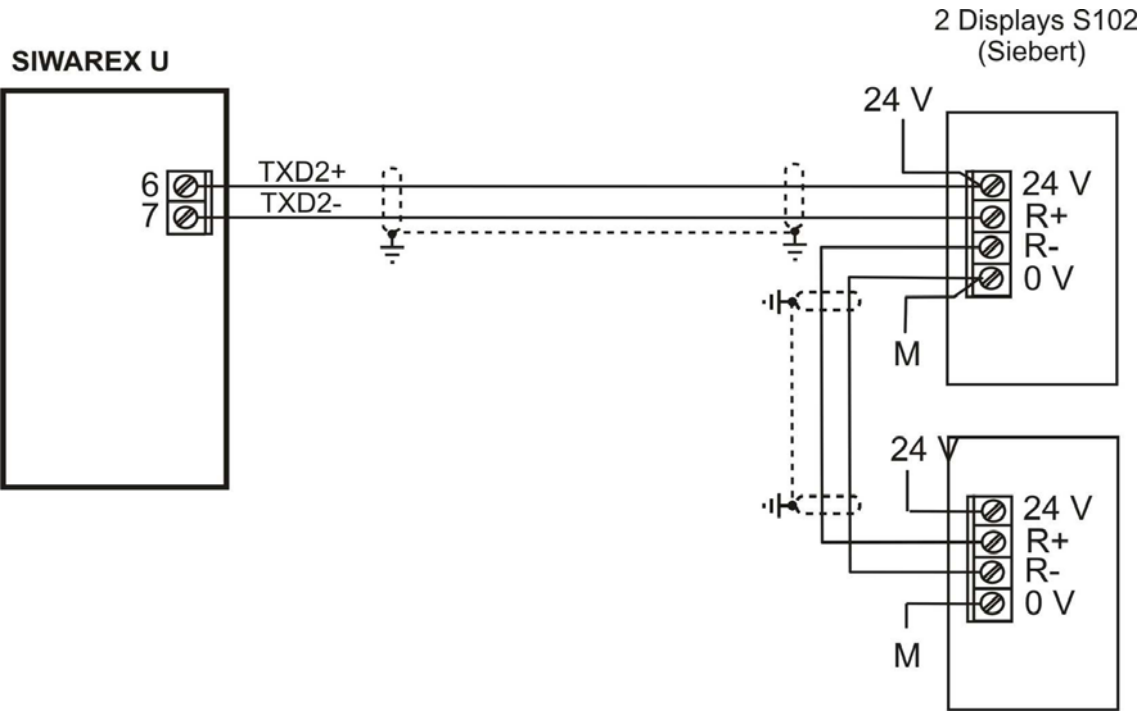 2 Displays S102
(Siebert)
SIWAREX U
24 V
6
TXD2+
24 V
7
TXD2-
R+
R-
0 V
M
24 V
24 V
R+
R-
0 V
M